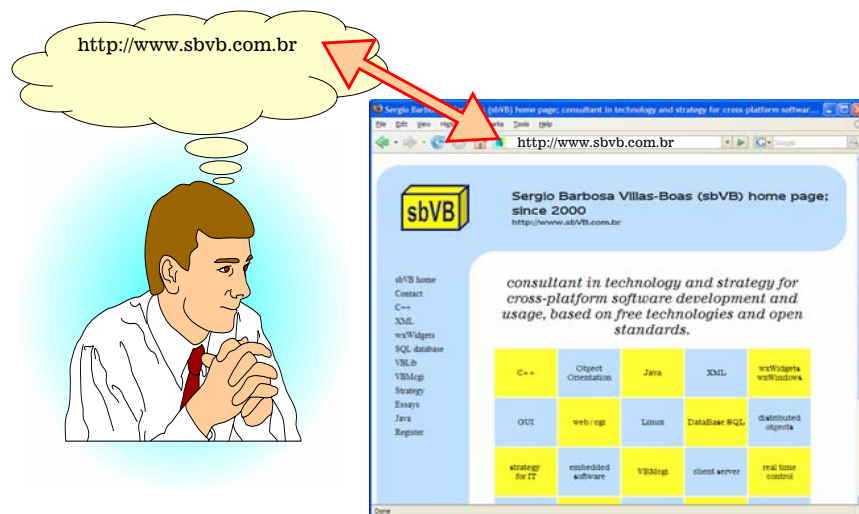 http://www.sbvb.com.br
Sergio Barbosa (sbVB) home page; consultant in technology and strategy for cross-platform softwar...
File Edit View Tools Help
http://www.sbvb.com.br
Google
sbVB
Sergio Barbosa Villas-Boas (sbVB) home page;
since 2000
http://www.sbVB.com.br
sbVB home
Contact
C++
XML
wxWidgets
SQL database
VBLib
VBMcgi
Strategy
Essays
Java
Register
consultant in technology and strategy for
cross-platform software development and
usage, based on free technologies and open
standards.
C++
Object
Orientation
Java
XML
wxWidgets
wxWindows
GUI
web / cgi
Linux
DataBase SQL
distributed
objects
strategy
for IT
embedded
software
VBMcgi
client server
real time
control
Done